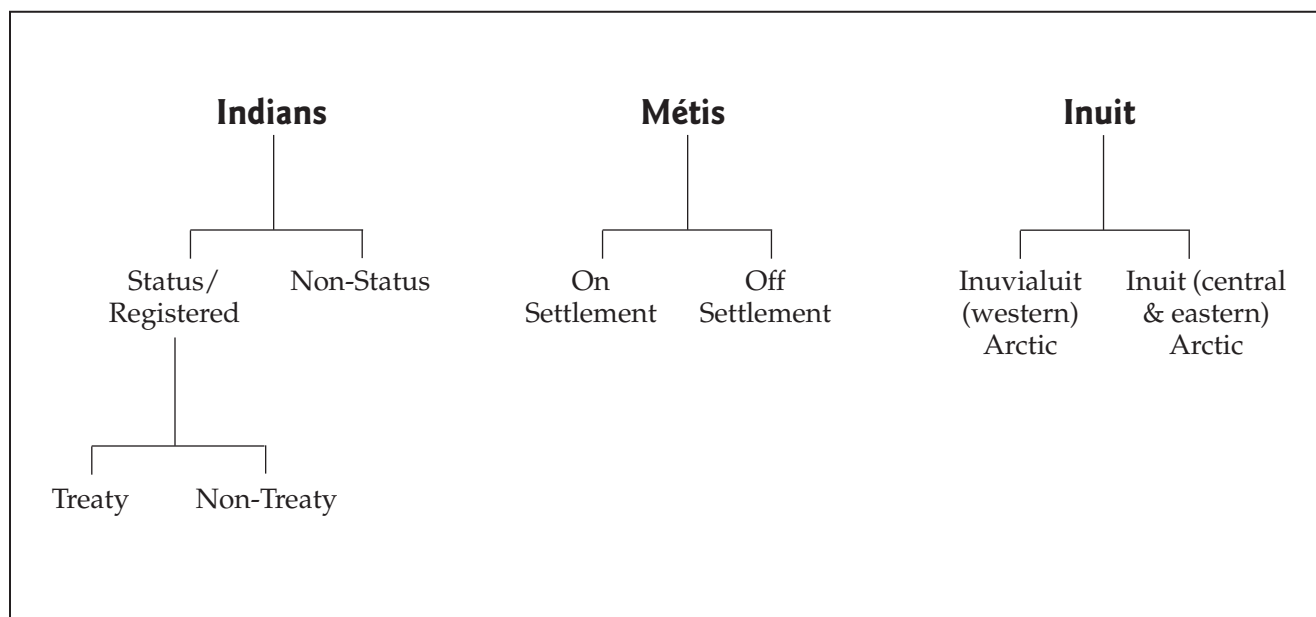 Indians
Métis
Inuit
Status/
Registered
Non-Status
On
Settlement
Off
Settlement
Inuvialuit
(western)
Arctic
Inuit (central
& eastern)
Arctic
Treaty
Non-Treaty